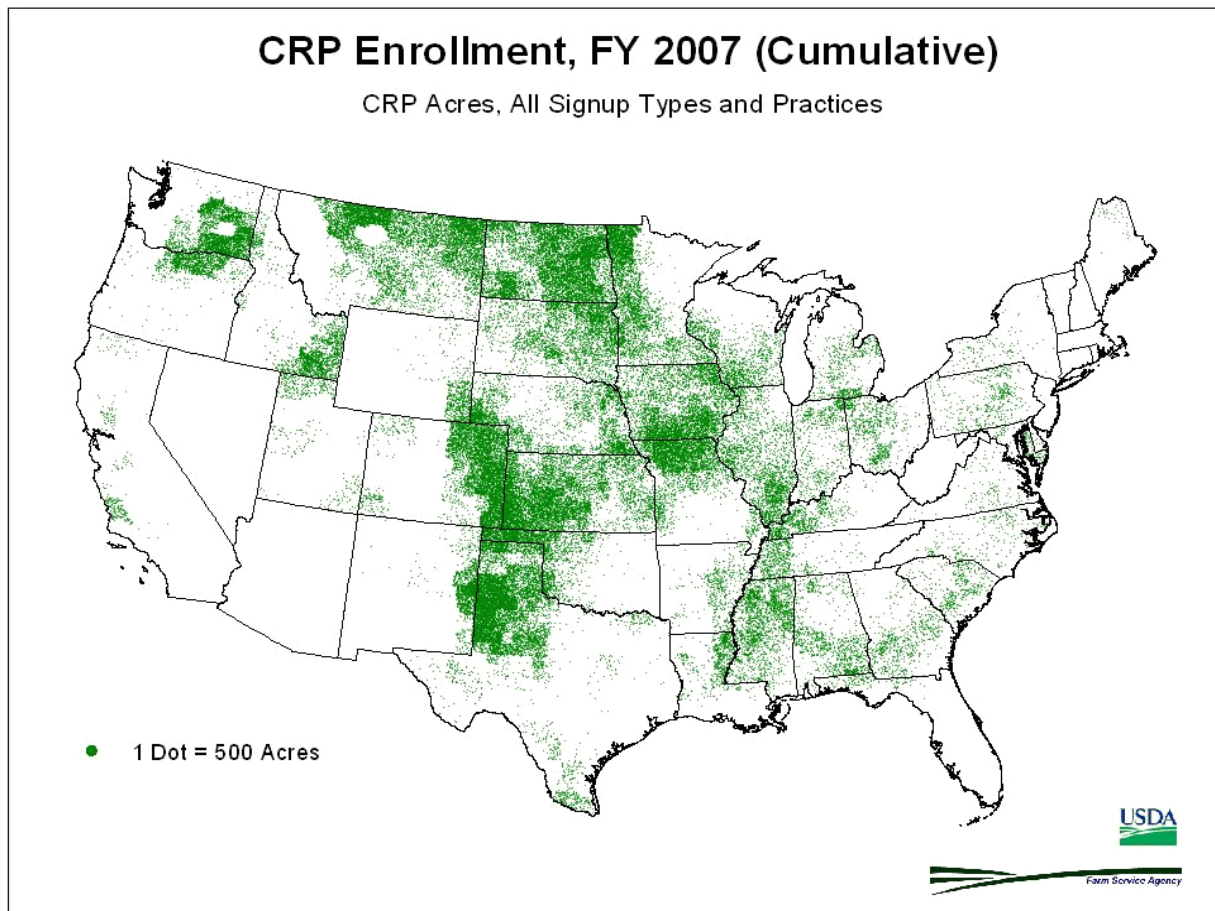 CRP Enrollment, FY 2007 (Cumulative)
CRP Acres, All Signup Types and Practices
1 Dot = 500 Acres
USDA
Farm Service Agency